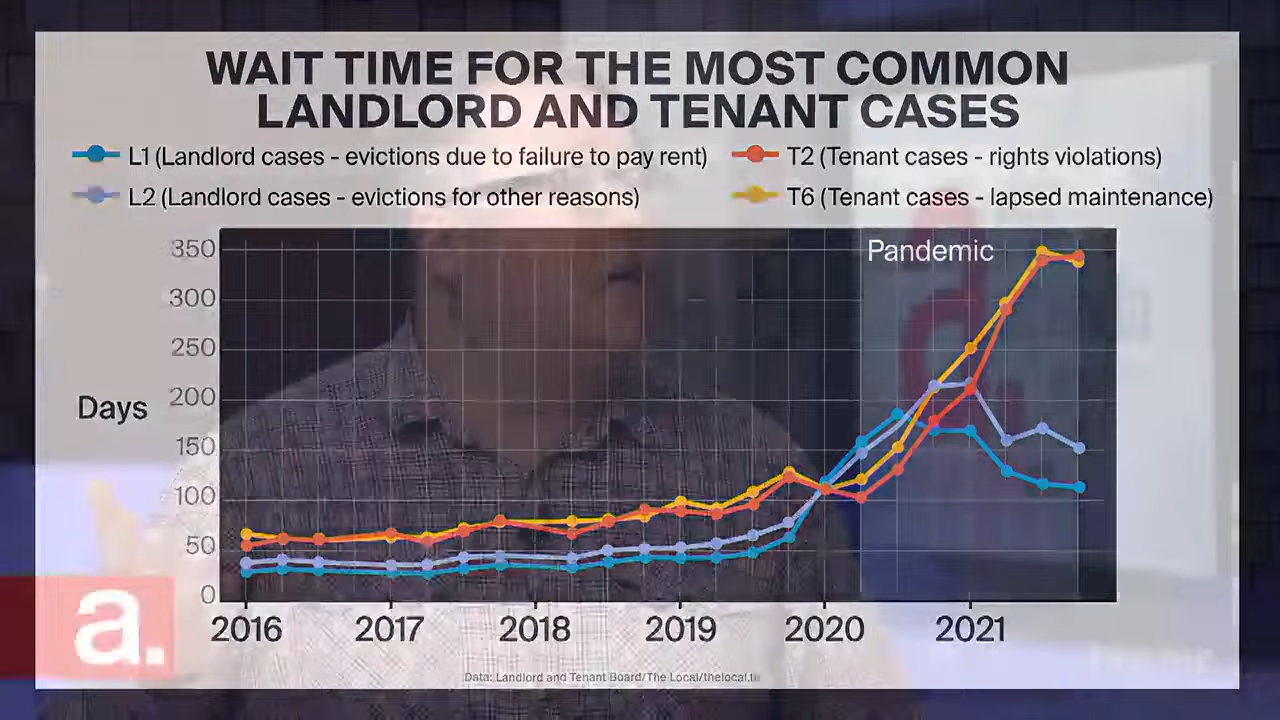 WAIT TIME FOR THE MOST COMMON
LANDLORD AND TENANT CASES
L1 (Landlord cases - evictions due to failure to pay rent)
T2 (Tenant cases - rights violations)
L2 (Landlord cases - evictions for other reasons)
T6 (Tenant cases - lapsed maintenance)
Pandemic
350
300
250
200
150
100
50
0
Days
2016 2017 2018 2019 2020 2021
a.
Data: Landlord and Tenant Board/The Local/thelocal.to